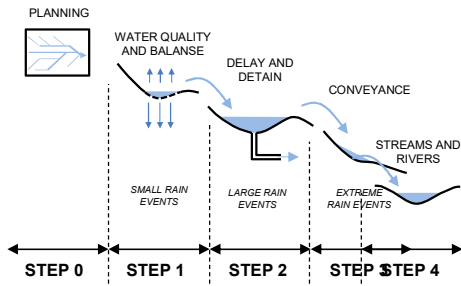 PLANNING
WATER QUALITY
AND BALANSE
DELAY AND
DETAIN
CONVEYANCE
STREAMS AND
RIVERS
SMALL RAIN
EVENTS
LARGE RAIN
EVENTS
EXTREME
RAIN EVENTS
STEP 0
STEP 1
STEP 2
STEP 3
STEP 4